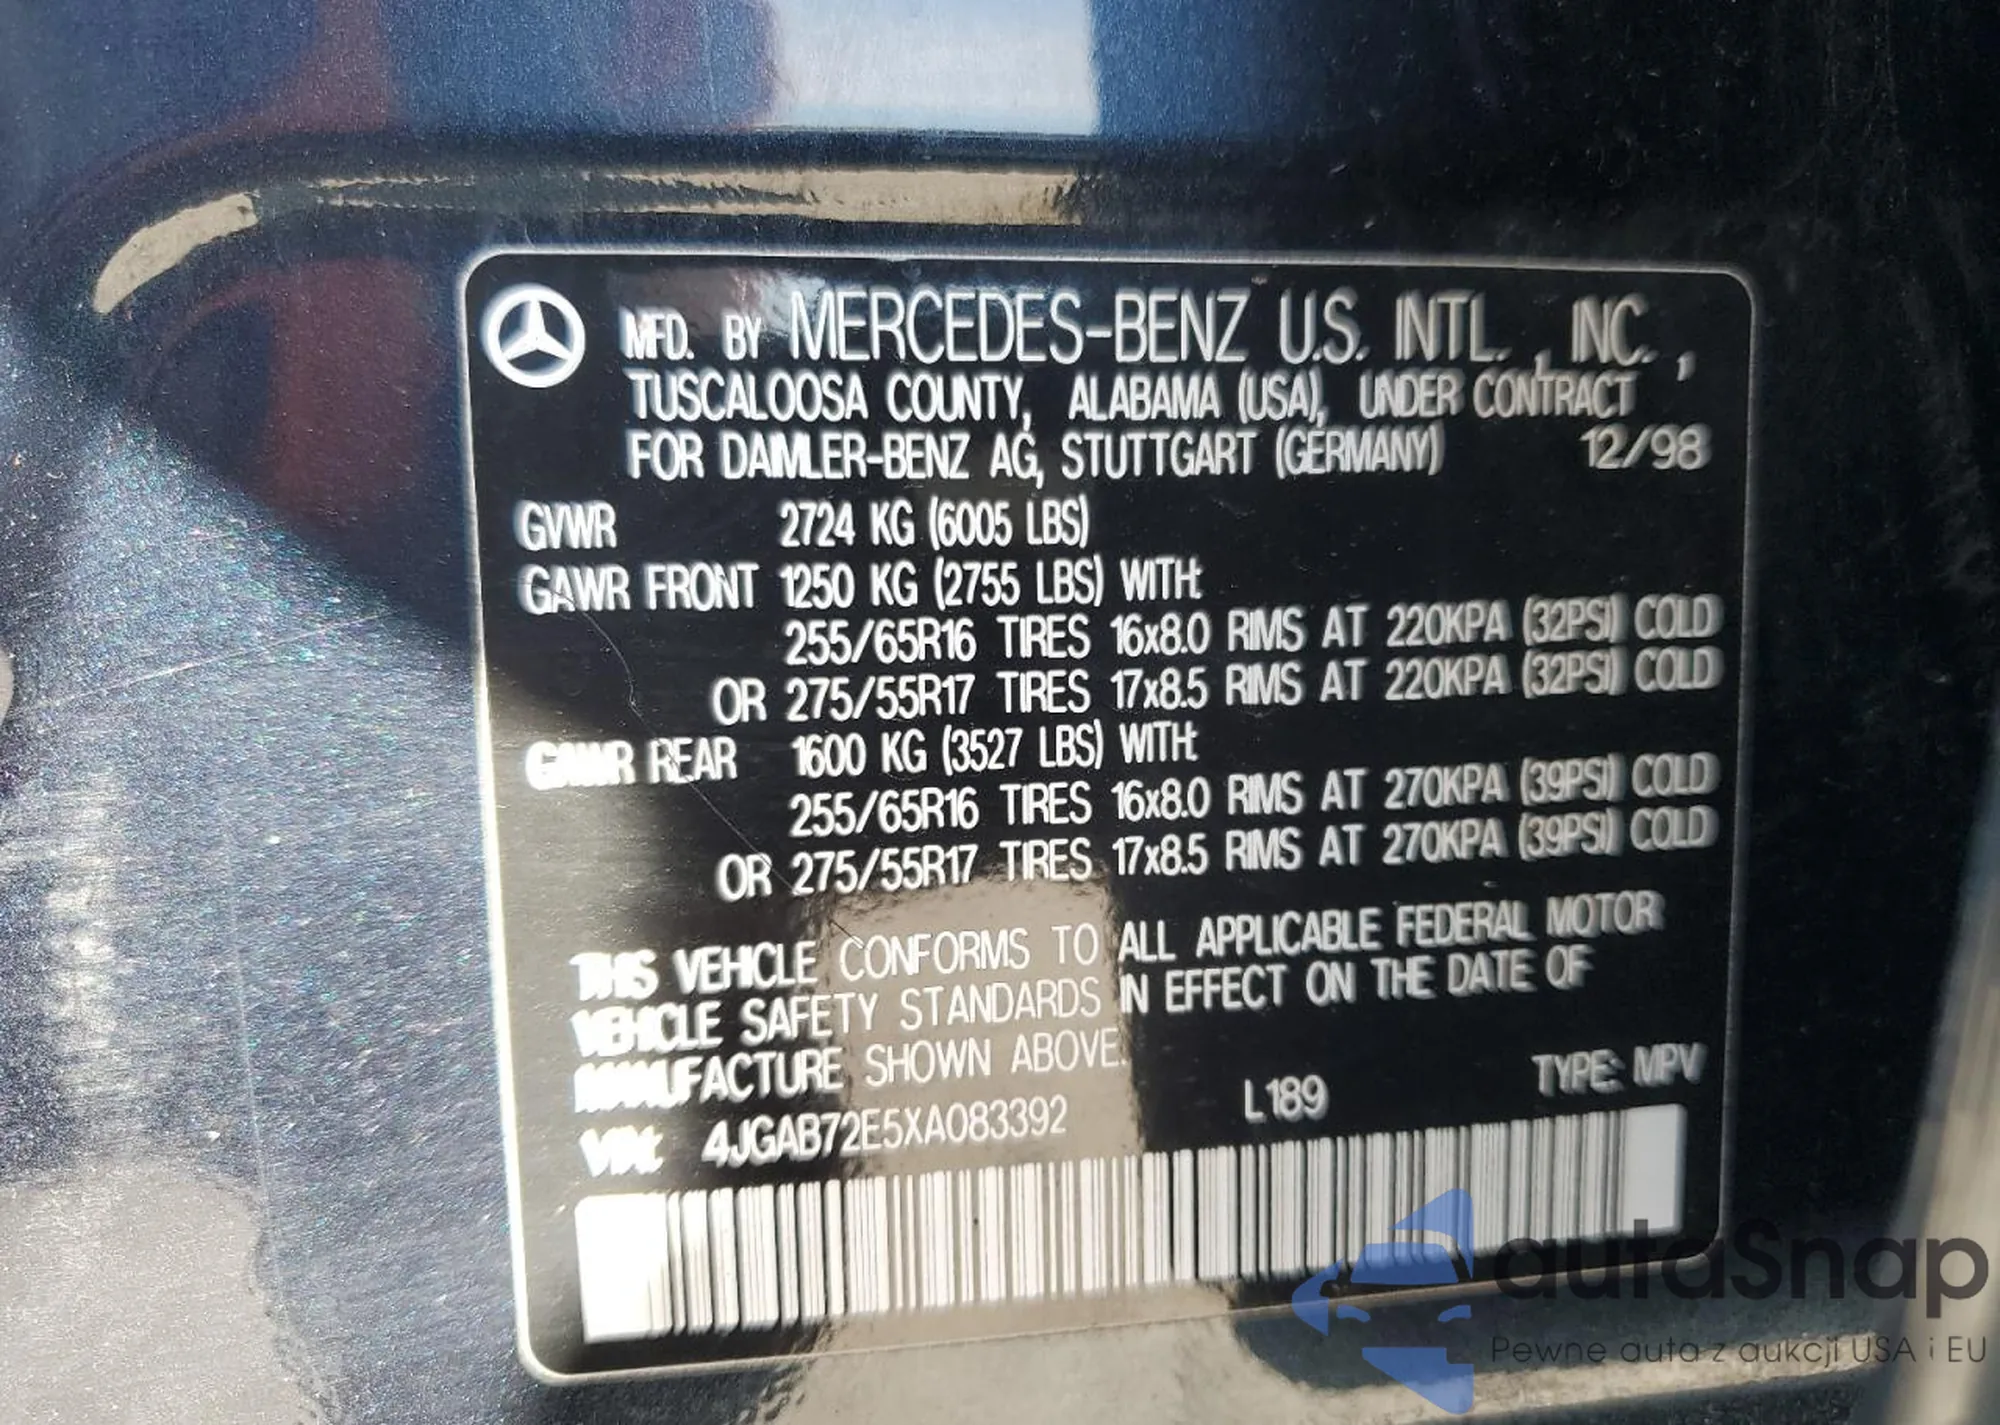 MFD. BY MERCEDES-BENZ U.S. INTL., INC.,
TUSCALOOSA COUNTY, ALABAMA (USA), UNDER CONTRACT
FOR DAIMLER-BENZ AG, STUTTGART (GERMANY) 12/98
GVWR 2724 KG (6005 LBS)
GAWR FRONT 1250 KG (2755 LBS) WITH:
255/65R16 TIRES 16x8.0 RIMS AT 220KPA (32PSI) COLD
OR 275/55R17 TIRES 17x8.5 RIMS AT 220KPA (32PSI) COLD
GAWR REAR 1600 KG (3527 LBS) WITH:
255/65R16 TIRES 16x8.0 RIMS AT 270KPA (39PSI) COLD
OR 275/55R17 TIRES 17x8.5 RIMS AT 270KPA (39PSI) COLD
THIS VEHICLE CONFORMS TO ALL APPLICABLE FEDERAL MOTOR
VEHICLE SAFETY STANDARDS IN EFFECT ON THE DATE OF
MANUFACTURE SHOWN ABOVE.
VIN: 4JGAB72E5XA083392 L189 TYPE: MPV
autaSnap
Pewne auta z aukcji USA i EU